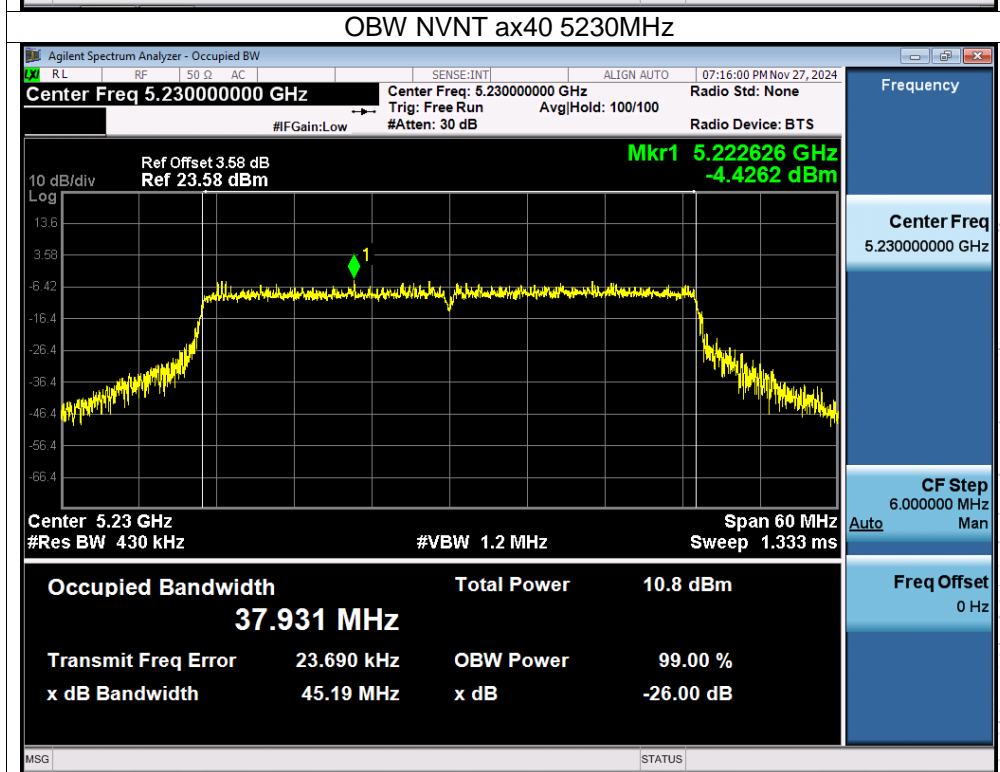 OBW NVNT ax40 5230MHz
Agilent Spectrum Analyzer - Occupied BW
LXI RL RF 50 Ω AC SENSE:INT ALIGN AUTO 07:16:00 PM Nov 27, 2024
Center Freq 5.230000000 GHz
Center Freq: 5.230000000 GHz Radio Std: None
Trig: Free Run Avg|Hold: 100/100
#IFGain:Low #Atten: 30 dB Radio Device: BTS
Mkr1 5.222626 GHz
-4.4262 dBm
Ref Offset 3.58 dB
10 dB/div Ref 23.58 dBm
Log
13.6
3.58
-6.42
-16.4
-26.4
-36.4
-46.4
-56.4
-66.4
1
Center 5.23 GHz Span 60 MHz
#Res BW 430 kHz #VBW 1.2 MHz Sweep 1.333 ms
Occupied Bandwidth Total Power 10.8 dBm
37.931 MHz
Transmit Freq Error 23.690 kHz OBW Power 99.00 %
x dB Bandwidth 45.19 MHz x dB -26.00 dB
Frequency
Center Freq
5.230000000 GHz
CF Step
6.000000 MHz
Auto Man
Freq Offset
0 Hz
MSG STATUS